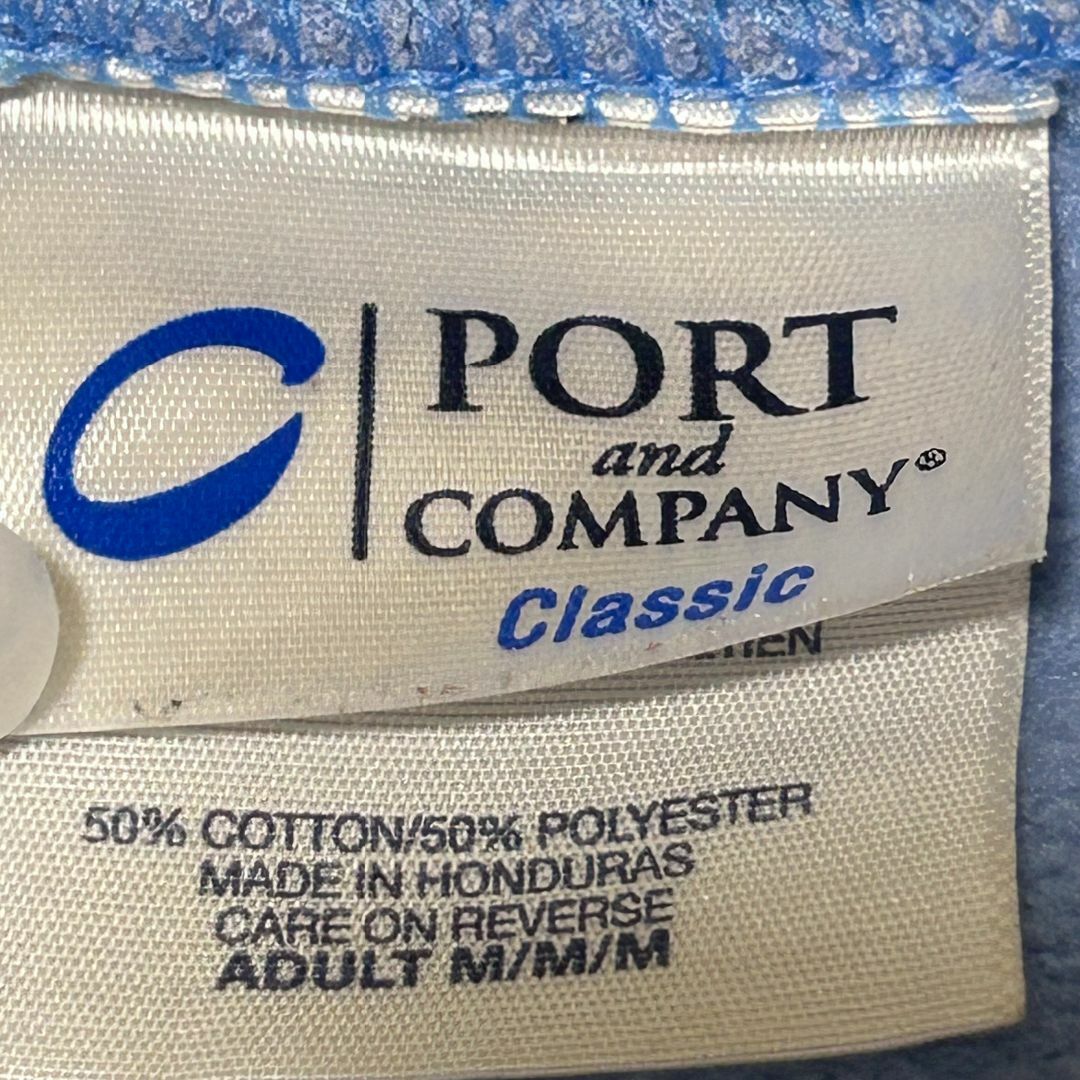 PORT
and
COMPANY®
Classic
50% COTTON/50% POLYESTER
MADE IN HONDURAS
CARE ON REVERSE
ADULT M/M/M